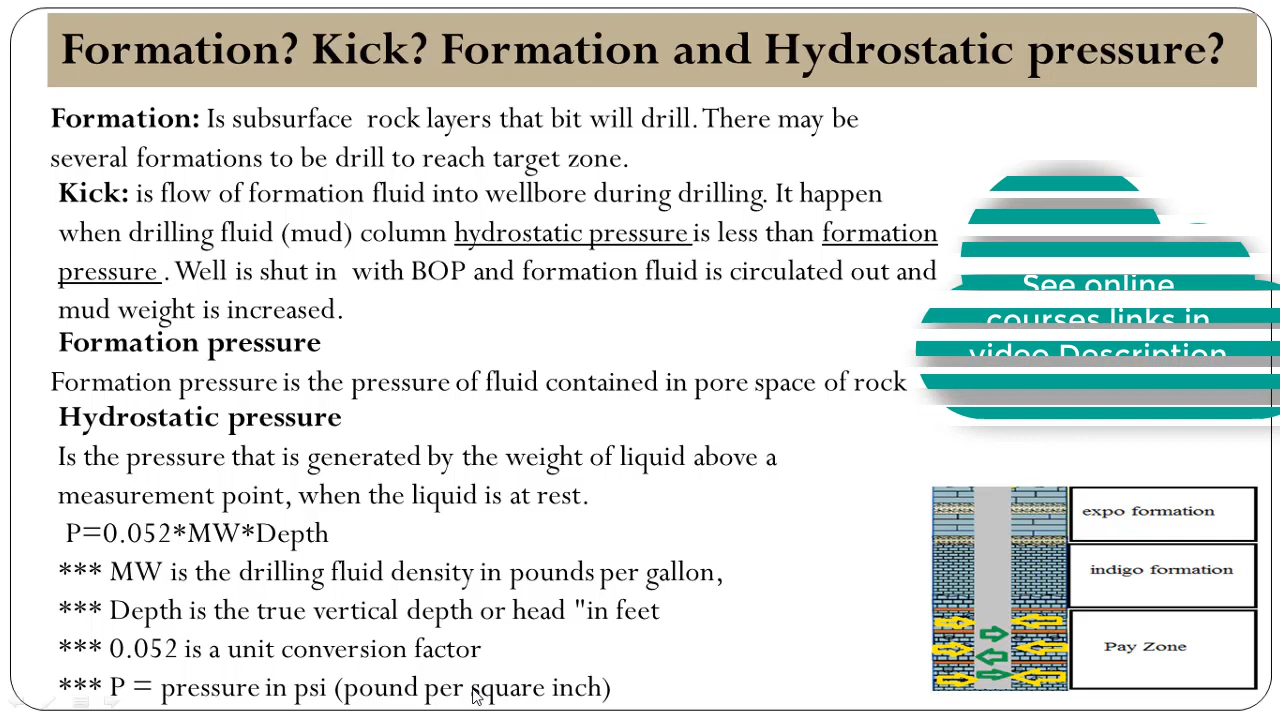 Formation? Kick? Formation and Hydrostatic pressure?
Formation: Is subsurface rock layers that bit will drill. There may be
several formations to be drill to reach target zone.
Kick: is flow of formation fluid into wellbore during drilling. It happen
when drilling fluid (mud) column hydrostatic pressure is less than formation
pressure . Well is shut in with BOP and formation fluid is circulated out and
mud weight is increased.
Formation pressure
Formation pressure is the pressure of fluid contained in pore space of rock
Hydrostatic pressure
Is the pressure that is generated by the weight of liquid above a
measurement point, when the liquid is at rest.
P=0.052*MW*Depth
*** MW is the drilling fluid density in pounds per gallon,
*** Depth is the true vertical depth or head "in feet
*** 0.052 is a unit conversion factor
*** P = pressure in psi (pound per square inch)
See online
courses links in
video Description
expo formation
indigo formation
Pay Zone